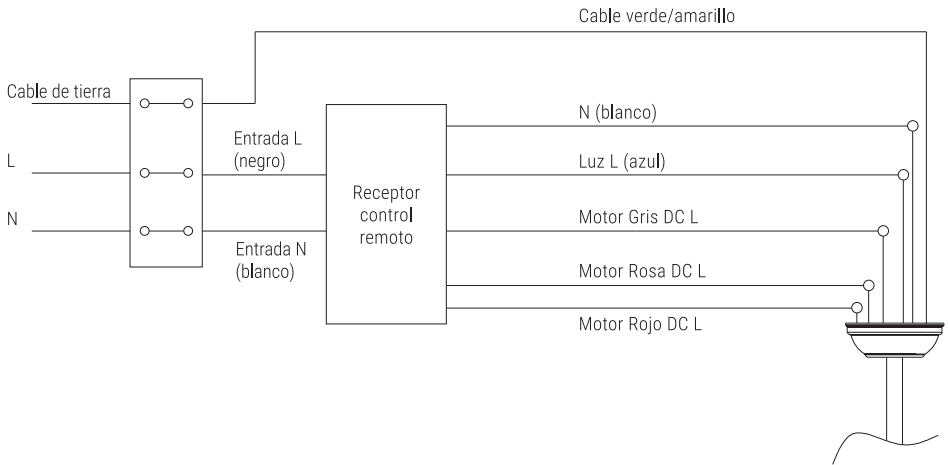 Cable verde/amarillo
Cable de tierra
L
N
Entrada L
(negro)
Entrada N
(blanco)
Receptor
control
remoto
N (blanco)
Luz L (azul)
Motor Gris DC L
Motor Rosa DC L
Motor Rojo DC L